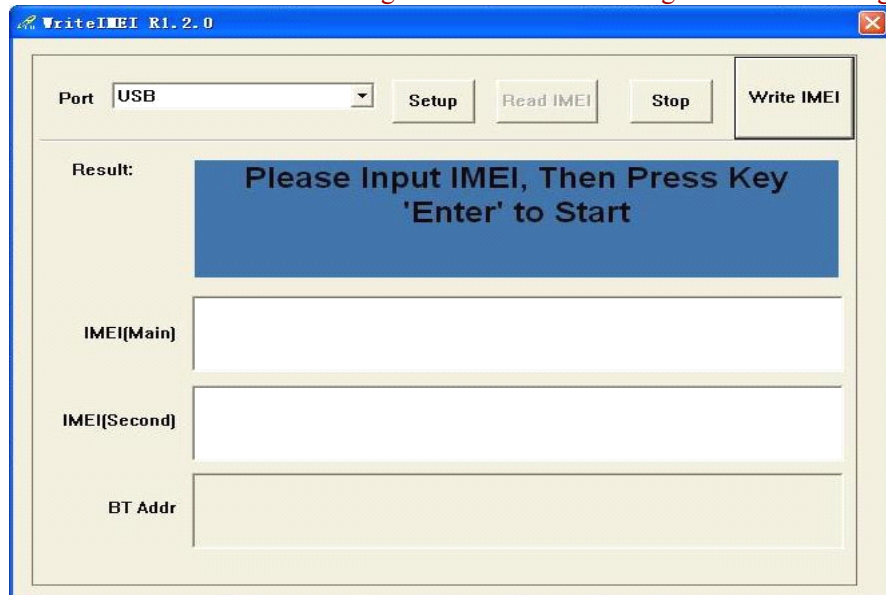 WriteIMEI R1.2.0
Port USB Setup Read IMEI Stop Write IMEI
Result: Please Input IMEI, Then Press Key
'Enter' to Start
IMEI(Main)
IMEI(Second)
BT Addr